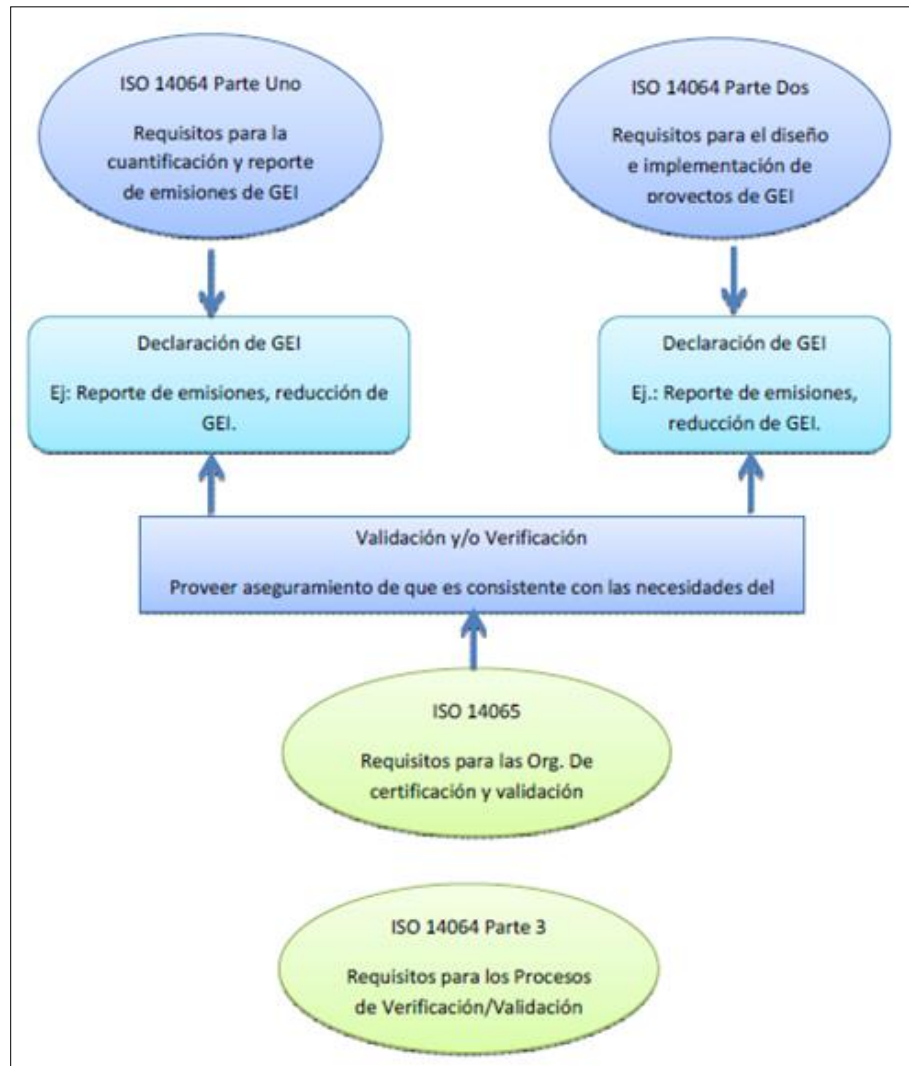 ISO 14064 Parte Uno
Requisitos para la
cuantificación y reporte
de emisiones de GEI
ISO 14064 Parte Dos
Requisitos para el diseño
e implementación de
proyectos de GEI
Declaración de GEI
Ej: Reporte de emisiones, reducción de
GEI.
Declaración de GEI
Ej.: Reporte de emisiones,
reducción de GEI.
Validación y/o Verificación
Proveer aseguramiento de que es consistente con las necesidades del
ISO 14065
Requisitos para las Org. De
certificación y validación
ISO 14064 Parte 3
Requisitos para los Procesos
de Verificación/Validación